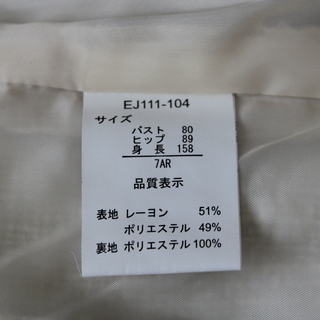 EJ111-104
サイズ
バスト 80
ヒップ 89
身長 158
7AR
品質表示
表地 レーヨン 51%
ポリエステル 49%
裏地 ポリエステル 100%